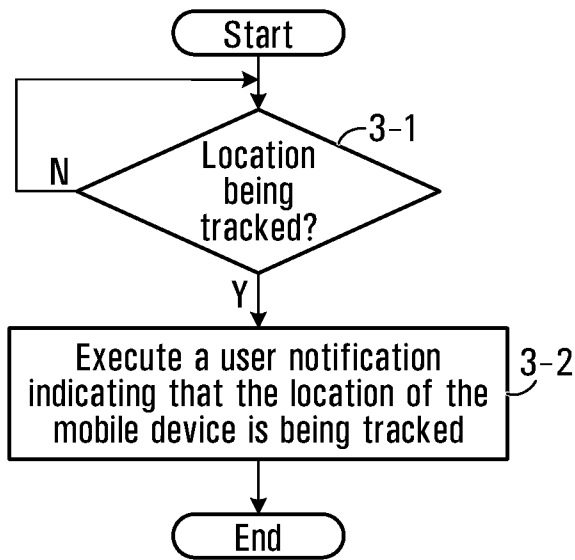 Start
3-1
Location
being
tracked?
N
Y
Execute a user notification
indicating that the location of the
mobile device is being tracked
3-2
End